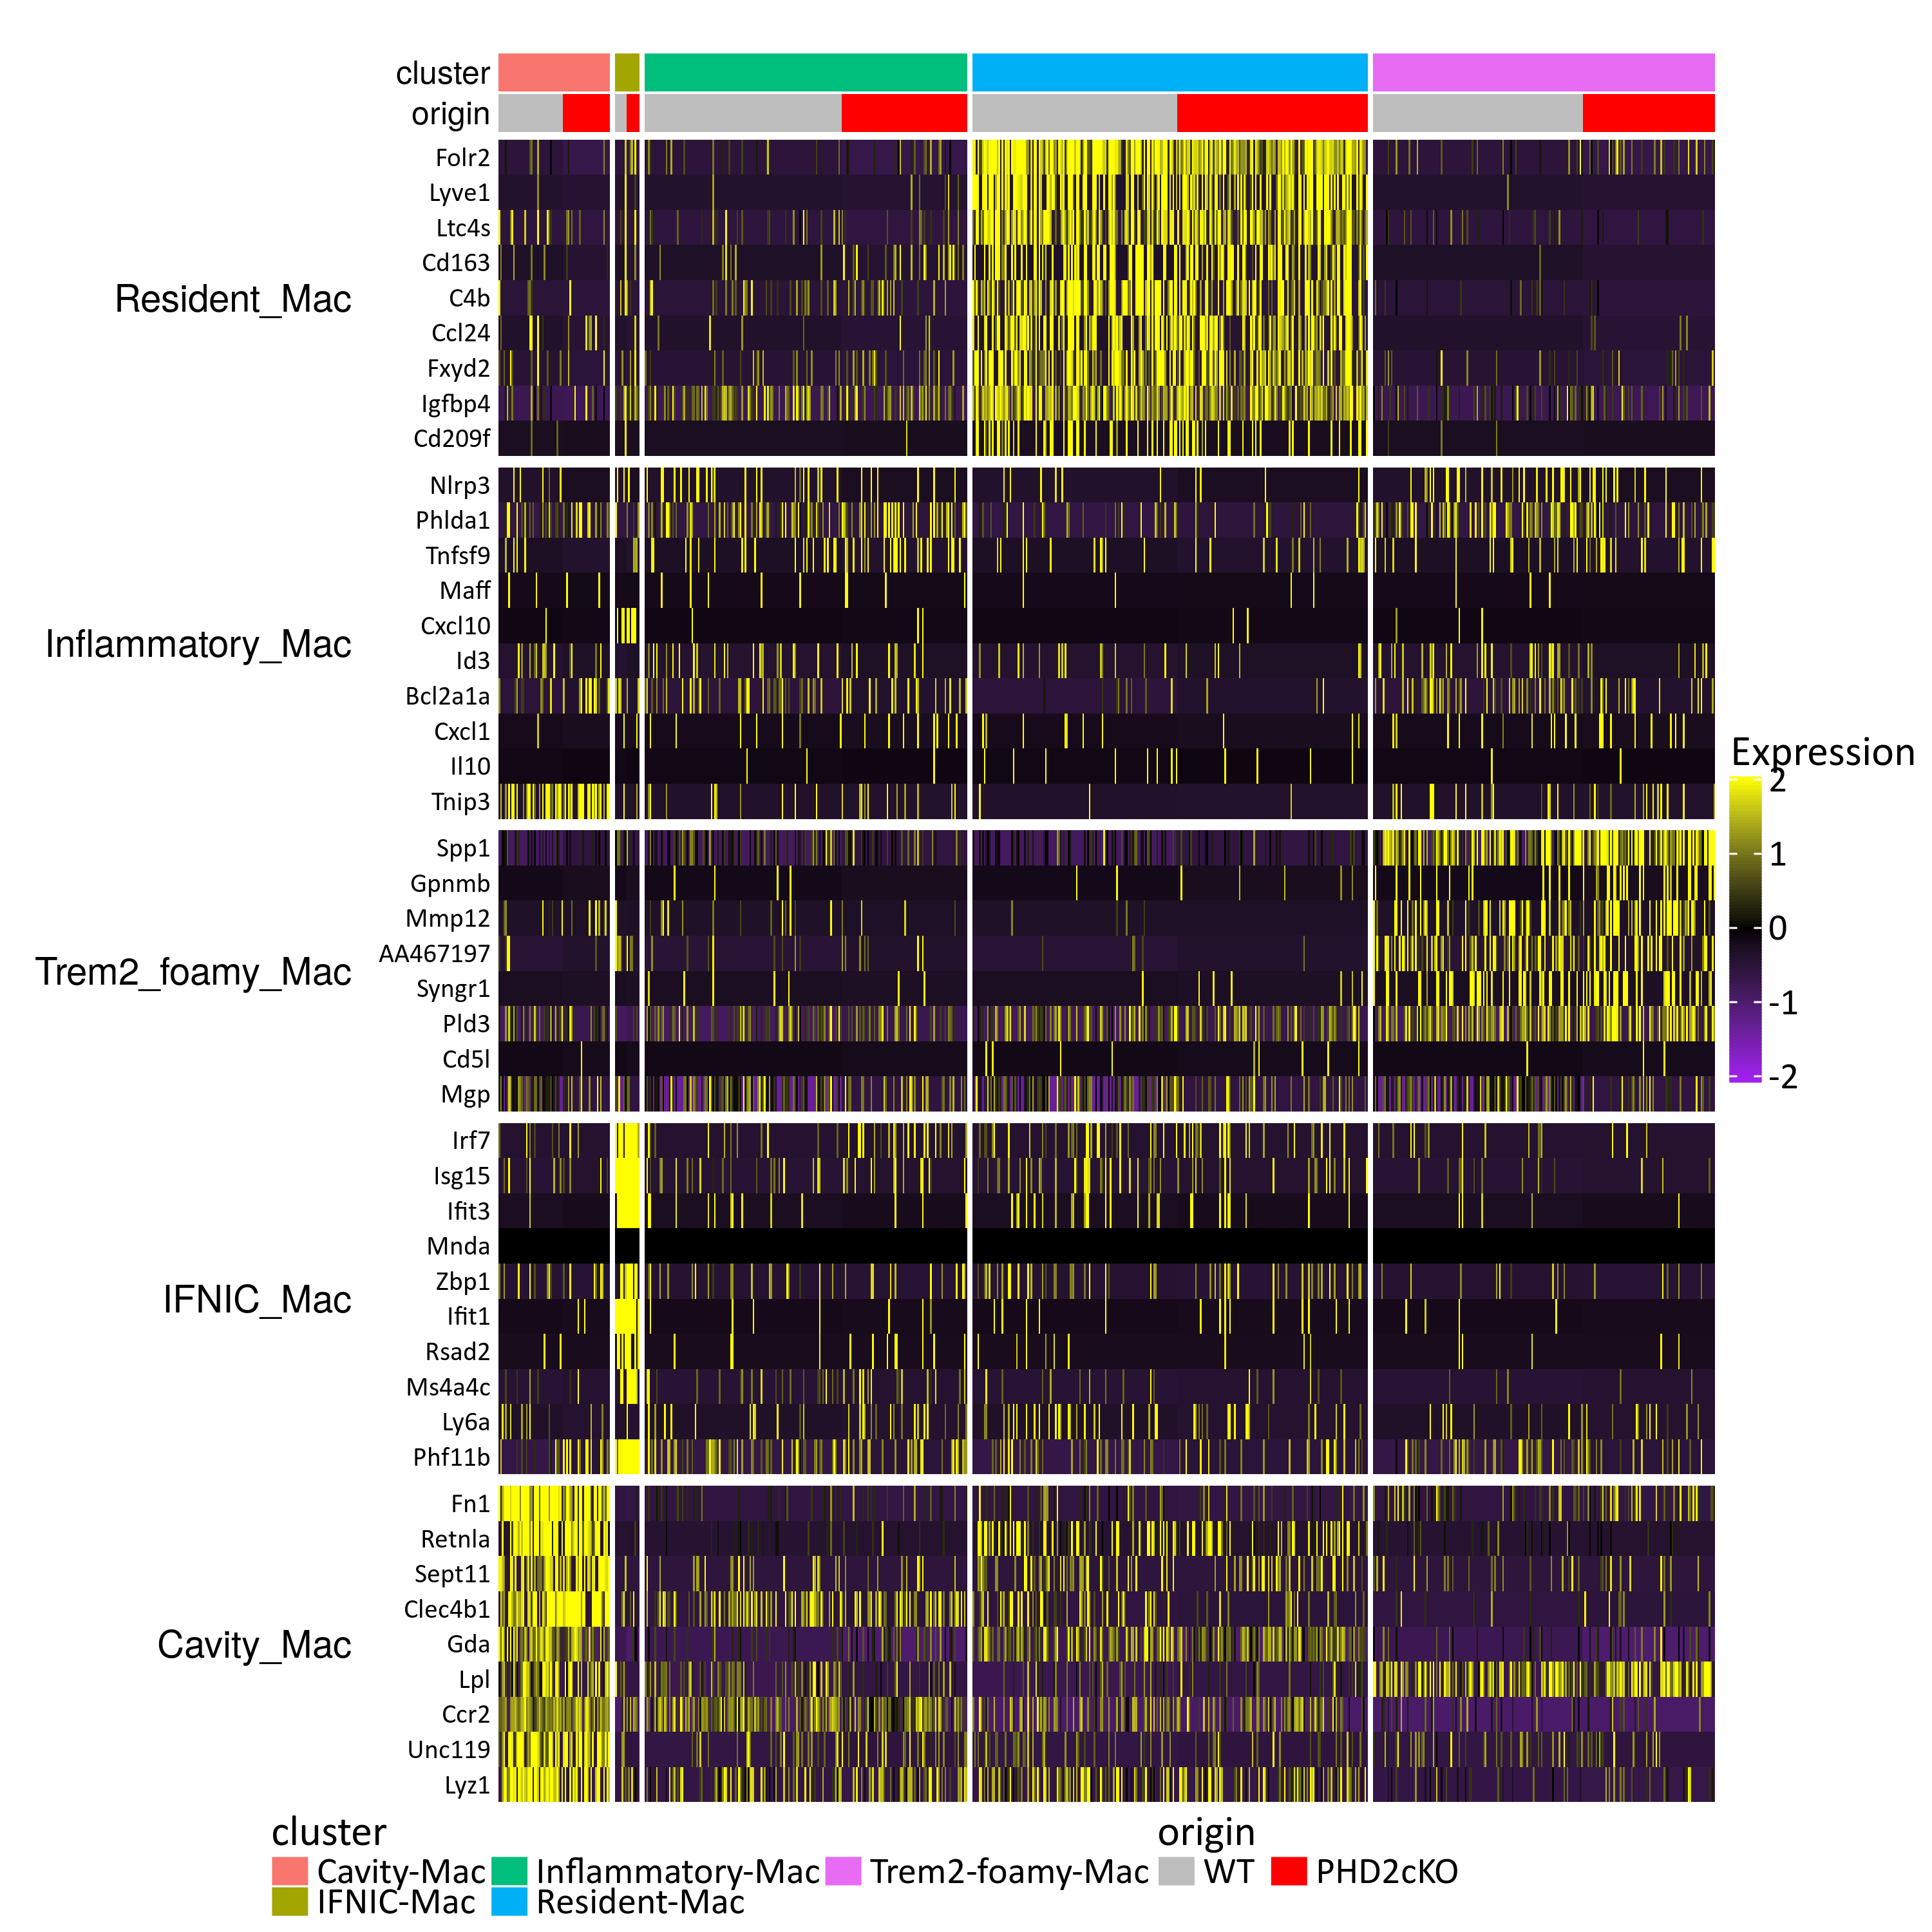 cluster
origin
Resident_Mac
Folr2
Lyve1
Ltc4s
Cd163
C4b
Ccl24
Fxyd2
Igfbp4
Cd209f
Inflammatory_Mac
Nlrp3
Phlda1
Tnfsf9
Maff
Cxcl10
Id3
Bcl2a1a
Cxcl1
Il10
Tnip3
Trem2_foamy_Mac
Spp1
Gpnmb
Mmp12
AA467197
Syngr1
Pld3
Cd5l
Mgp
IFNIC_Mac
Irf7
Isg15
Ifit3
Mnda
Zbp1
Ifit1
Rsad2
Ms4a4c
Ly6a
Phf11b
Cavity_Mac
Fn1
Retnla
Sept11
Clec4b1
Gda
Lpl
Ccr2
Unc119
Lyz1
Expression
2
1
0
-1
-2
cluster origin
Cavity-Mac Inflammatory-Mac Trem2-foamy-Mac WT PHD2cKO
IFNIC-Mac Resident-Mac